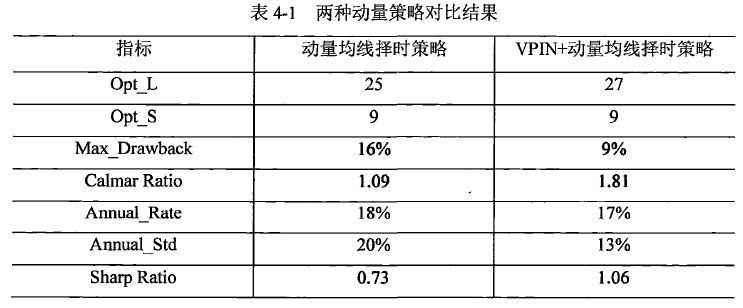 表 4-1 两种动量策略对比结果
指标 动量均线择时策略 VPIN+动量均线择时策略
Opt_L 25 27
Opt_S 9 9
Max_Drawback 16% 9%
Calmar Ratio 1.09 1.81
Annual_Rate 18% 17%
Annual_Std 20% 13%
Sharp Ratio 0.73 1.06